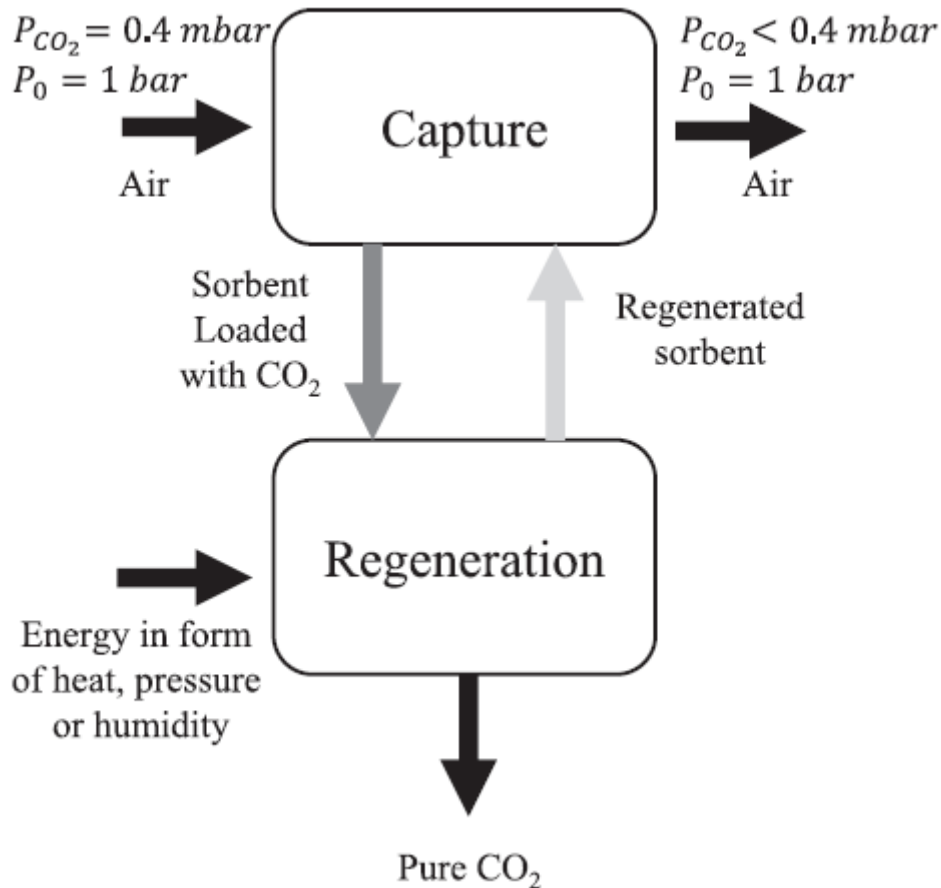 P_{CO_2} = 0.4 mbar
P_0 = 1 bar
P_{CO_2} < 0.4 mbar
P_0 = 1 bar
Capture
Air
Air
Sorbent
Loaded
with CO_2
Regenerated
sorbent
Regeneration
Energy in form
of heat, pressure
or humidity
Pure CO_2